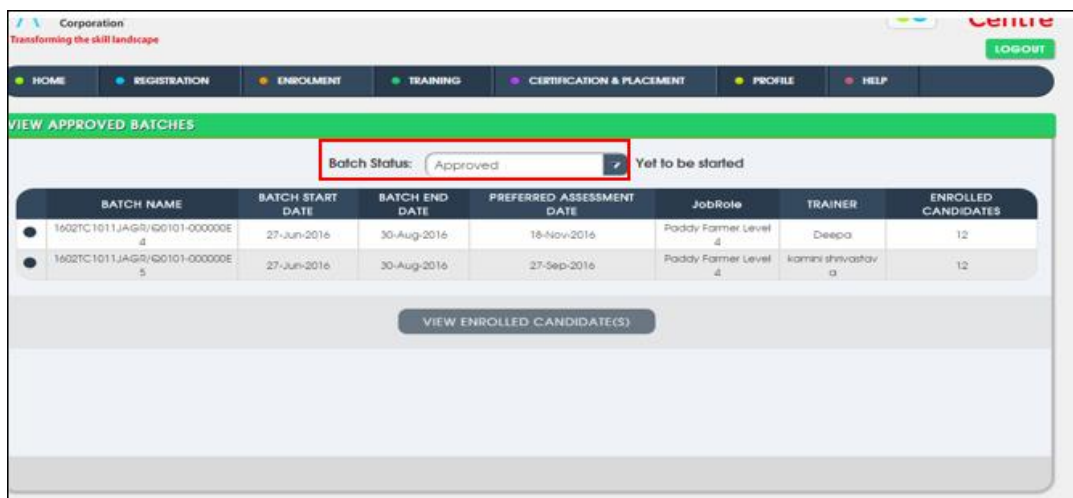 Corporation
Transforming the skill landscape
Centre
LOGOUT
HOME REGISTRATION ENROLMENT TRAINING CERTIFICATION & PLACEMENT PROFILE HELP
VIEW APPROVED BATCHES
Batch Status: Approved Yet to be started
BATCH NAME BATCH START DATE BATCH END DATE PREFERRED ASSESSMENT DATE JobRole TRAINER ENROLLED CANDIDATES
1602TC1011JAGR/Q0101-000000E4 27-Jun-2016 30-Aug-2016 18-Nov-2016 Paddy Farmer Level 4 Deepa 12
1602TC1011JAGR/Q0101-000000E5 27-Jun-2016 30-Aug-2016 27-Sep-2016 Paddy Farmer Level 4 kamini shrivastava 12
VIEW ENROLLED CANDIDATE(S)